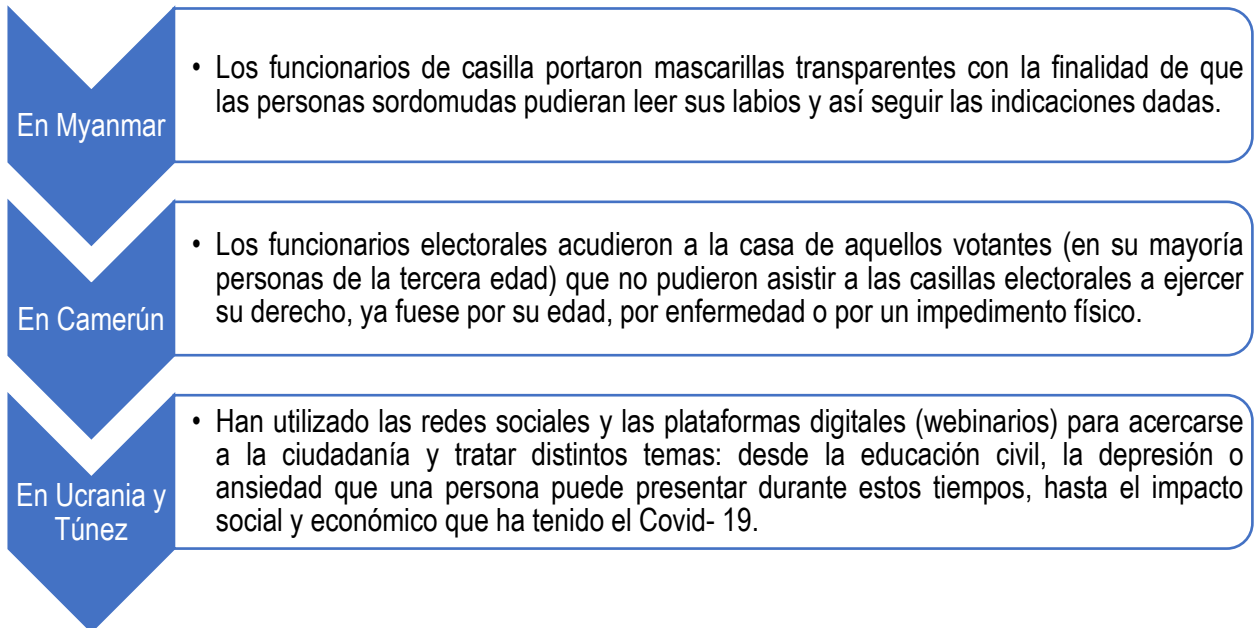 En Myanmar
• Los funcionarios de casilla portaron mascarillas transparentes con la finalidad de que
las personas sordomudas pudieran leer sus labios y así seguir las indicaciones dadas.
En Camerún
• Los funcionarios electorales acudieron a la casa de aquellos votantes (en su mayoría
personas de la tercera edad) que no pudieron asistir a las casillas electorales a ejercer
su derecho, ya fuese por su edad, por enfermedad o por un impedimento físico.
En Ucrania y
Túnez
• Han utilizado las redes sociales y las plataformas digitales (webinarios) para acercarse
a la ciudadanía y tratar distintos temas: desde la educación civil, la depresión o
ansiedad que una persona puede presentar durante estos tiempos, hasta el impacto
social y económico que ha tenido el Covid- 19.